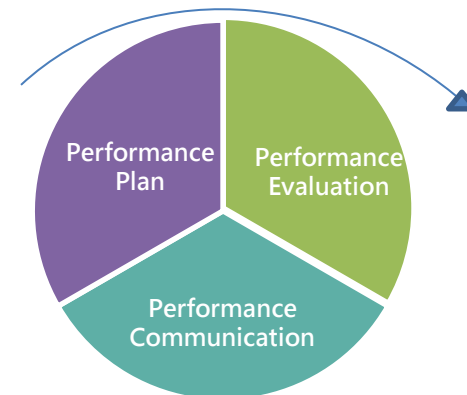 Performance
Plan
Performance
Evaluation
Performance
Communication